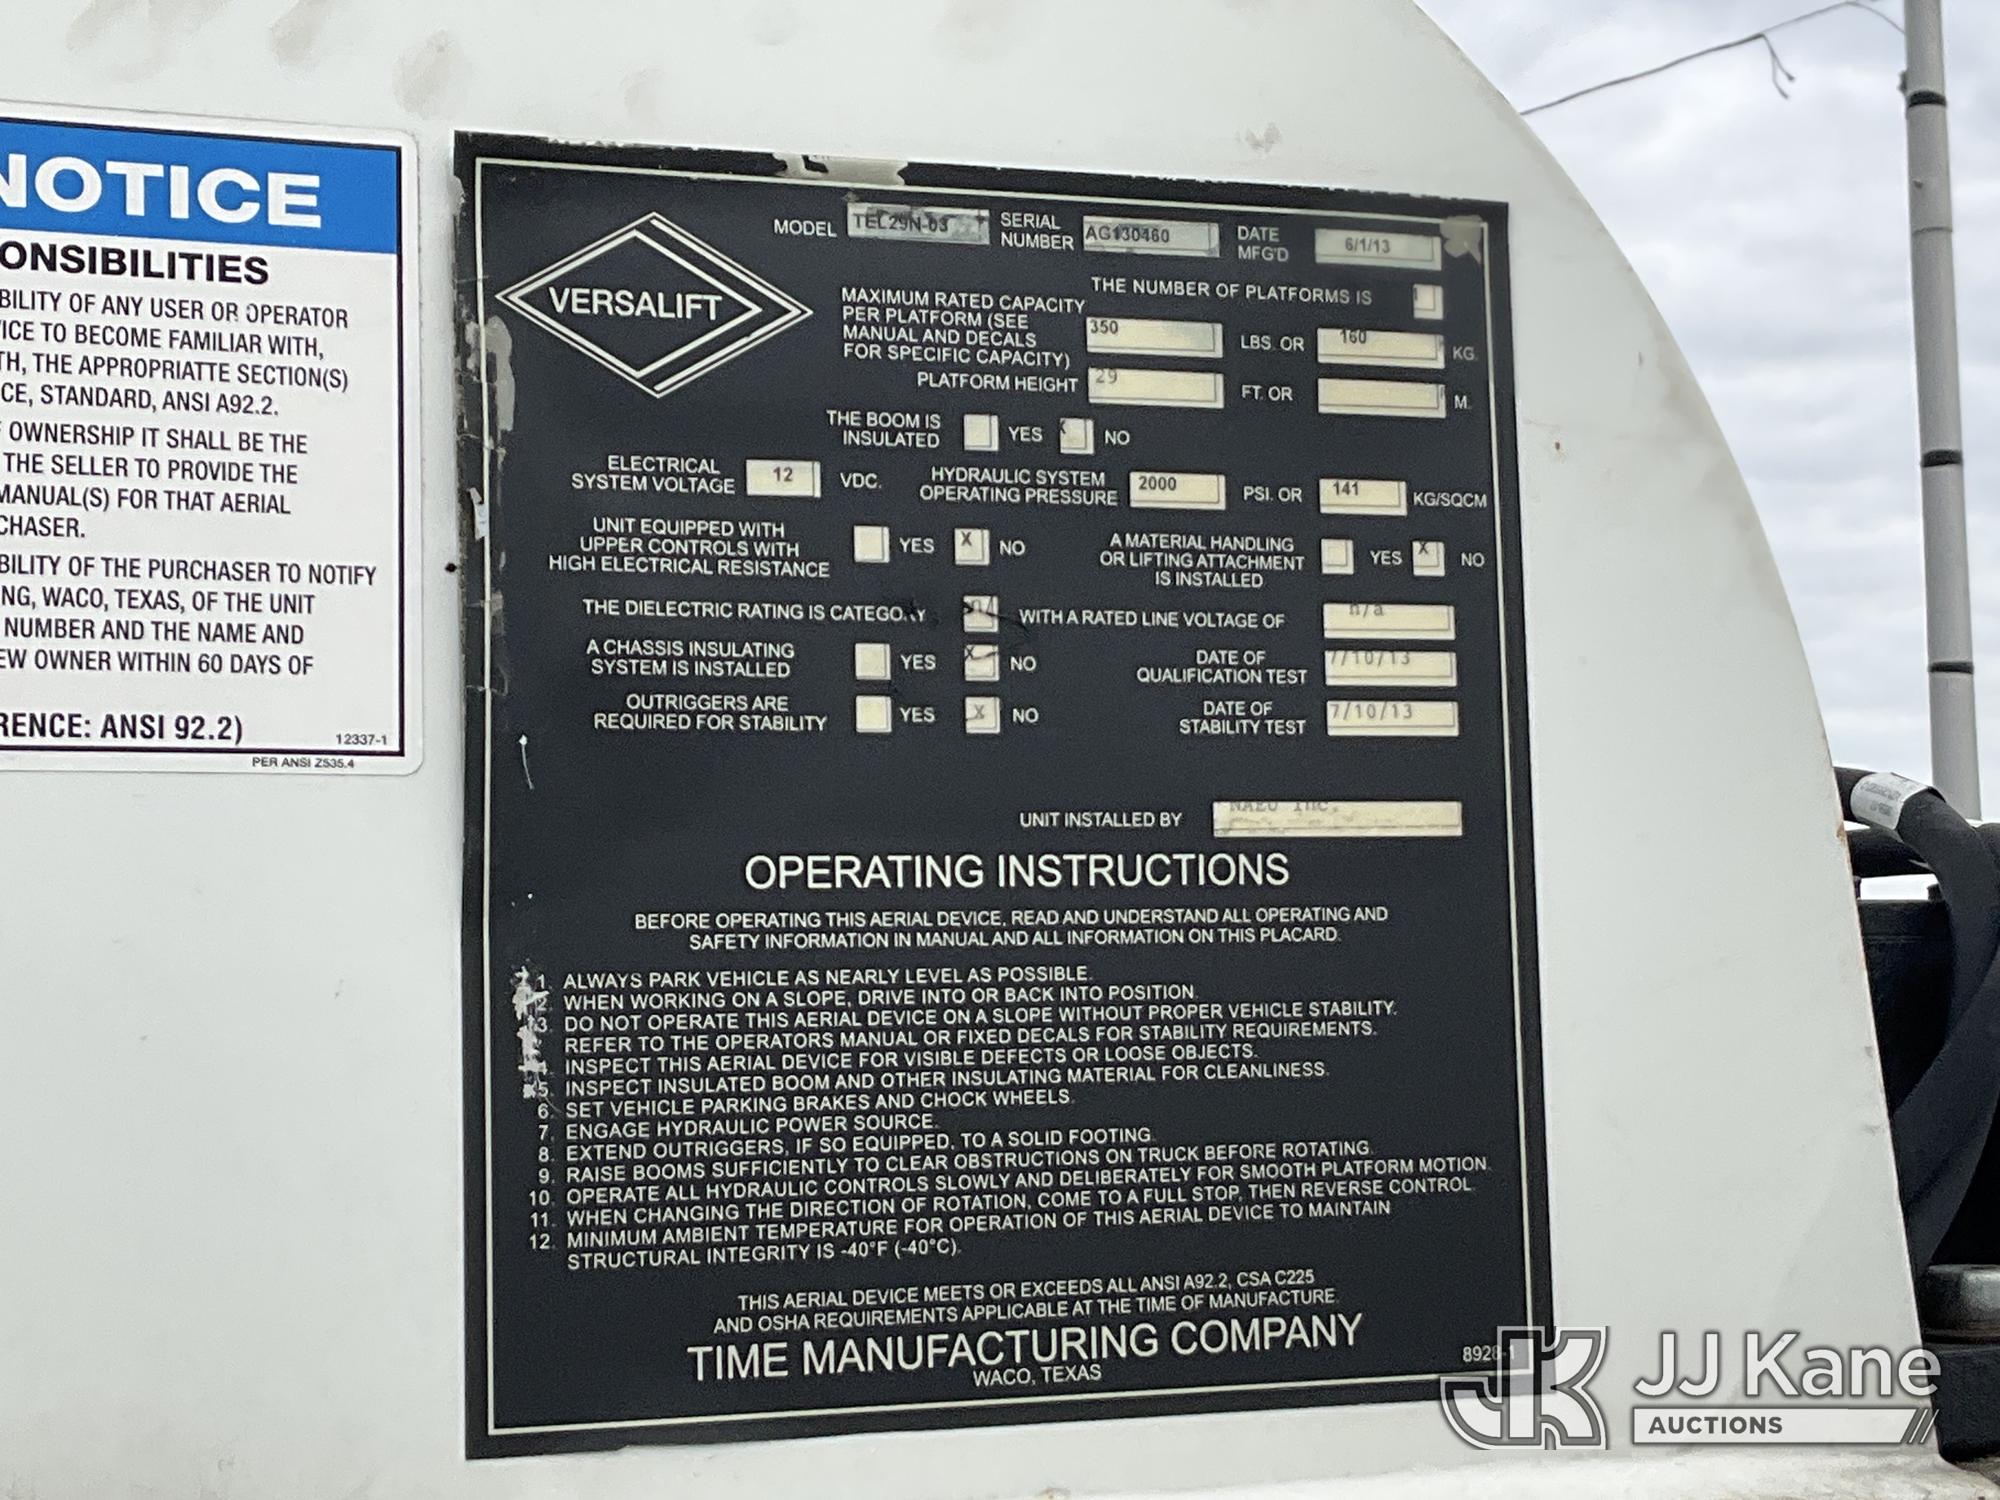 NOTICE
ONSIBILITIES
BILITY OF ANY USER OR OPERATOR
ICE TO BECOME FAMILIAR WITH,
TH, THE APPROPRIATTE SECTION(S)
CE, STANDARD, ANSI A92.2.
OWNERSHIP IT SHALL BE THE
THE SELLER TO PROVIDE THE
MANUAL(S) FOR THAT AERIAL
CHASER.
BILITY OF THE PURCHASER TO NOTIFY
NG, WACO, TEXAS, OF THE UNIT
NUMBER AND THE NAME AND
EW OWNER WITHIN 60 DAYS OF
RENCE: ANSI 92.2)
12337-1
PER ANSI Z535.4
VERSALIFT
MODEL TEL29N-03 SERIAL NUMBER AG130460 DATE MFG'D 6/1/13
THE NUMBER OF PLATFORMS IS
MAXIMUM RATED CAPACITY
PER PLATFORM (SEE
MANUAL AND DECALS
FOR SPECIFIC CAPACITY) 350 LBS. OR 160 KG.
PLATFORM HEIGHT 29 FT. OR M.
THE BOOM IS
INSULATED YES NO
ELECTRICAL
SYSTEM VOLTAGE 12 VDC.
HYDRAULIC SYSTEM
OPERATING PRESSURE 2000 PSI. OR 141 KG/SQCM
UNIT EQUIPPED WITH
UPPER CONTROLS WITH
HIGH ELECTRICAL RESISTANCE YES X NO
A MATERIAL HANDLING
OR LIFTING ATTACHMENT
IS INSTALLED YES X NO
THE DIELECTRIC RATING IS CATEGORY WITH A RATED LINE VOLTAGE OF n/a
A CHASSIS INSULATING
SYSTEM IS INSTALLED YES X NO
DATE OF
QUALIFICATION TEST 7/10/13
OUTRIGGERS ARE
REQUIRED FOR STABILITY YES X NO
DATE OF
STABILITY TEST 7/10/13
UNIT INSTALLED BY Inc.
OPERATING INSTRUCTIONS
BEFORE OPERATING THIS AERIAL DEVICE, READ AND UNDERSTAND ALL OPERATING AND
SAFETY INFORMATION IN MANUAL AND ALL INFORMATION ON THIS PLACARD.
1. ALWAYS PARK VEHICLE AS NEARLY LEVEL AS POSSIBLE.
2. WHEN WORKING ON A SLOPE, DRIVE INTO OR BACK INTO POSITION.
3. DO NOT OPERATE THIS AERIAL DEVICE ON A SLOPE WITHOUT PROPER VEHICLE STABILITY.
REFER TO THE OPERATORS MANUAL OR FIXED DECALS FOR STABILITY REQUIREMENTS.
4. INSPECT THIS AERIAL DEVICE FOR VISIBLE DEFECTS OR LOOSE OBJECTS.
5. INSPECT INSULATED BOOM AND OTHER INSULATING MATERIAL FOR CLEANLINESS.
6. SET VEHICLE PARKING BRAKES AND CHOCK WHEELS.
7. ENGAGE HYDRAULIC POWER SOURCE.
8. EXTEND OUTRIGGERS, IF SO EQUIPPED, TO A SOLID FOOTING.
9. RAISE BOOMS SUFFICIENTLY TO CLEAR OBSTRUCTIONS ON TRUCK BEFORE ROTATING.
10. OPERATE ALL HYDRAULIC CONTROLS SLOWLY AND DELIBERATELY FOR SMOOTH PLATFORM MOTION.
11. WHEN CHANGING THE DIRECTION OF ROTATION, COME TO A FULL STOP, THEN REVERSE CONTROL.
12. MINIMUM AMBIENT TEMPERATURE FOR OPERATION OF THIS AERIAL DEVICE TO MAINTAIN
STRUCTURAL INTEGRITY IS -40°F (-40°C).
THIS AERIAL DEVICE MEETS OR EXCEEDS ALL ANSI A92.2, CSA C225
AND OSHA REQUIREMENTS APPLICABLE AT THE TIME OF MANUFACTURE.
TIME MANUFACTURING COMPANY
WACO, TEXAS
8928-1
JK JJ Kane
AUCTIONS